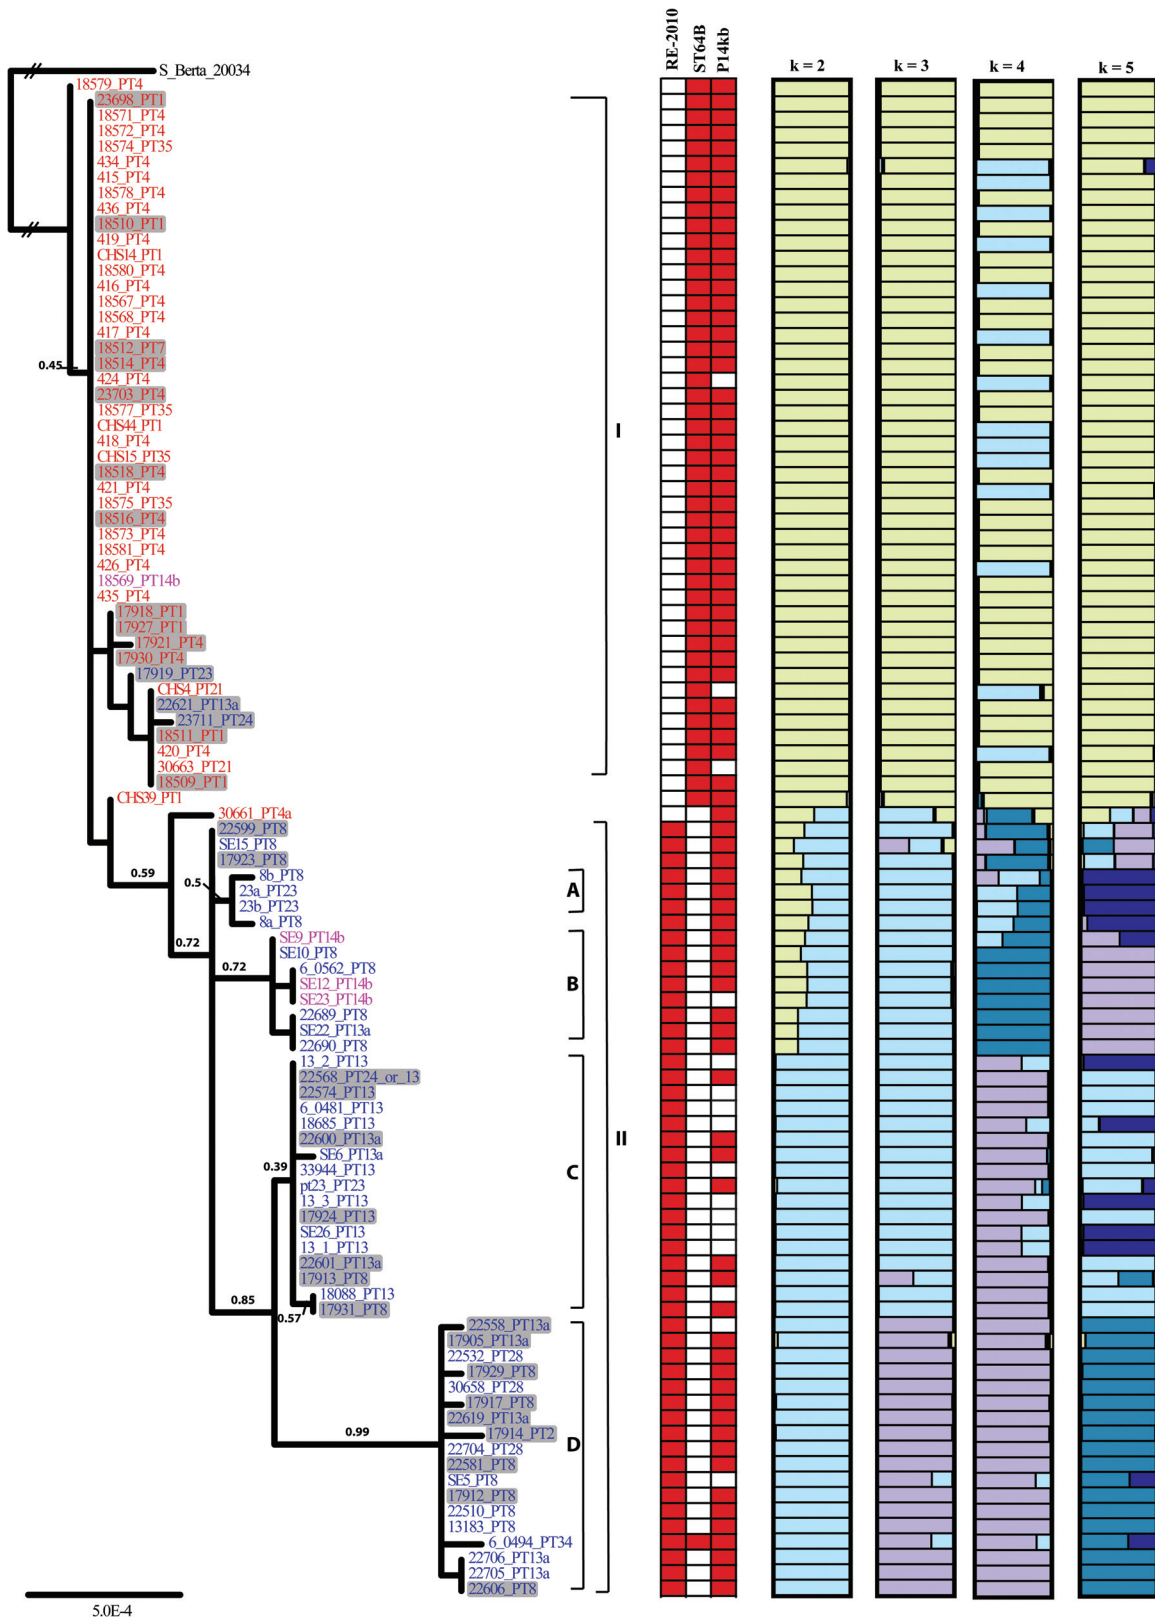 RE-2010
ST64B
P14kb
k = 2
k = 3
k = 4
k = 5
S_Berta_20034
18579_PT4
23698_PT1
18571_PT4
18572_PT4
18574_PT35
434_PT4
415_PT4
18578_PT4
436_PT4
18510_PT1
419_PT4
CHS14_PT1
18580_PT4
416_PT4
18567_PT4
18568_PT4
417_PT4
18512_PT7
18514_PT4
0.45
424_PT4
23703_PT4
18577_PT35
CHS44_PT1
I
418_PT4
CHS15_PT35
18518_PT4
421_PT4
18575_PT35
18516_PT4
18573_PT4
18581_PT4
426_PT4
18569_PT14b
435_PT4
17918_PT1
17927_PT1
17921_PT4
17930_PT4
17919_PT23
CHS4_PT21
22621_PT13a
23711_PT24
18511_PT1
420_PT4
30663_PT21
18509_PT1
CHS39_PT1
30661_PT4a
22599_PT8
SE15_PT8
17923_PT8
0.59
8b_PT8
0.5
23a_PT23
A
23b_PT23
8a_PT8
0.72
SE9_PT14b
SE10_PT8
0.72
6_0562_PT8
SE12_PT14b
B
SE23_PT14b
22689_PT8
SE22_PT13a
22690_PT8
13_2_PT13
22568_PT24_or_13
22574_PT13
6_0481_PT13
18685_PT13
22600_PT13a
II
SE6_PT13a
0.39
33944_PT13
C
pt23_PT23
13_3_PT13
17924_PT13
SE26_PT13
13_1_PT13
22601_PT13a
17913_PT8
18088_PT13
0.85
0.57
17931_PT8
22558_PT13a
17905_PT13a
22532_PT28
17929_PT8
30658_PT28
17917_PT8
22619_PT13a
0.99
17914_PT2
D
22704_PT28
22581_PT8
SE5_PT8
17912_PT8
22510_PT8
13183_PT8
6_0494_PT34
22706_PT13a
22705_PT13a
22606_PT8
5.0E-4